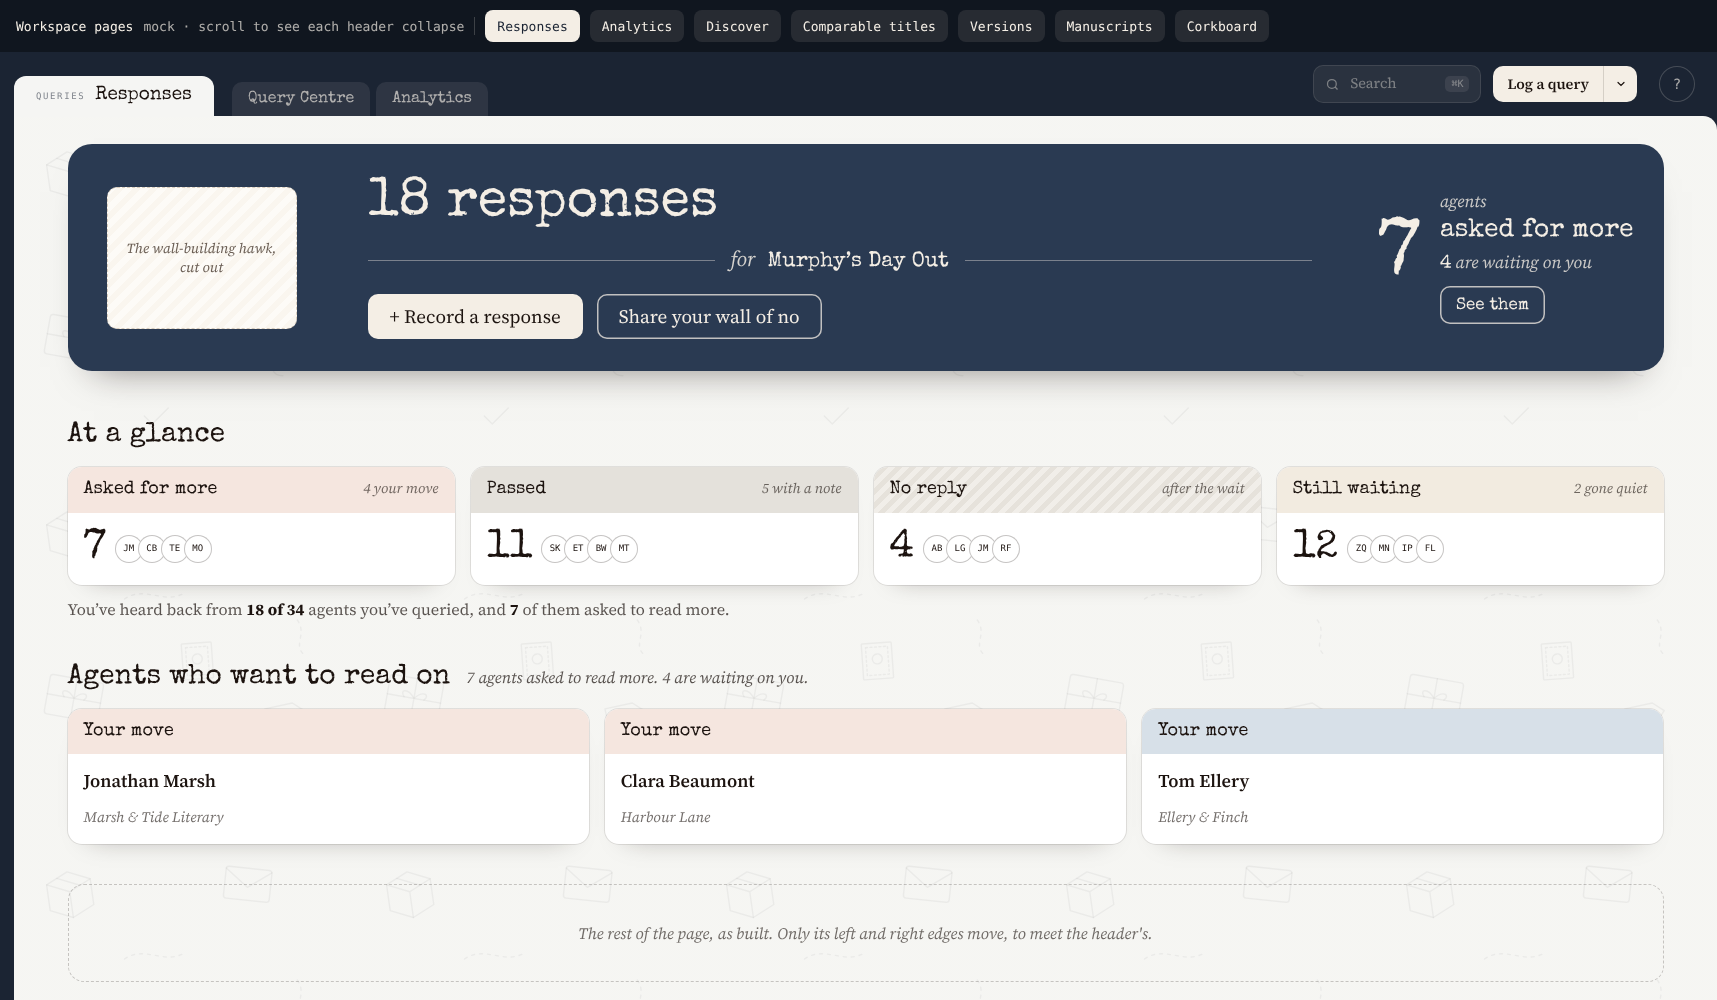 Workspace pages mock · scroll to see each header collapse Responses Analytics Discover Comparable titles Versions Manuscripts Corkboard
QUERIES Responses Query Centre Analytics Search ⌘K Log a query ?
The wall-building hawk,
cut out
18 responses
for Murphy’s Day Out
+ Record a response Share your wall of no
7
agents
asked for more
4 are waiting on you
See them
At a glance
Asked for more 4 your move
7 JM CB TE MO
Passed 5 with a note
11 SK ET BW MT
No reply after the wait
4 AB LG JM RF
Still waiting 2 gone quiet
12 ZQ MN IP FL
You’ve heard back from 18 of 34 agents you’ve queried, and 7 of them asked to read more.
Agents who want to read on 7 agents asked to read more. 4 are waiting on you.
Your move
Jonathan Marsh
Marsh & Tide Literary
Your move
Clara Beaumont
Harbour Lane
Your move
Tom Ellery
Ellery & Finch
The rest of the page, as built. Only its left and right edges move, to meet the header's.